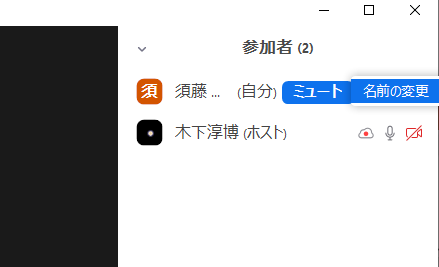 参加者 (2)
須 須藤 ... (自分) ミュート 名前の変更
木下淳博 (ホスト)